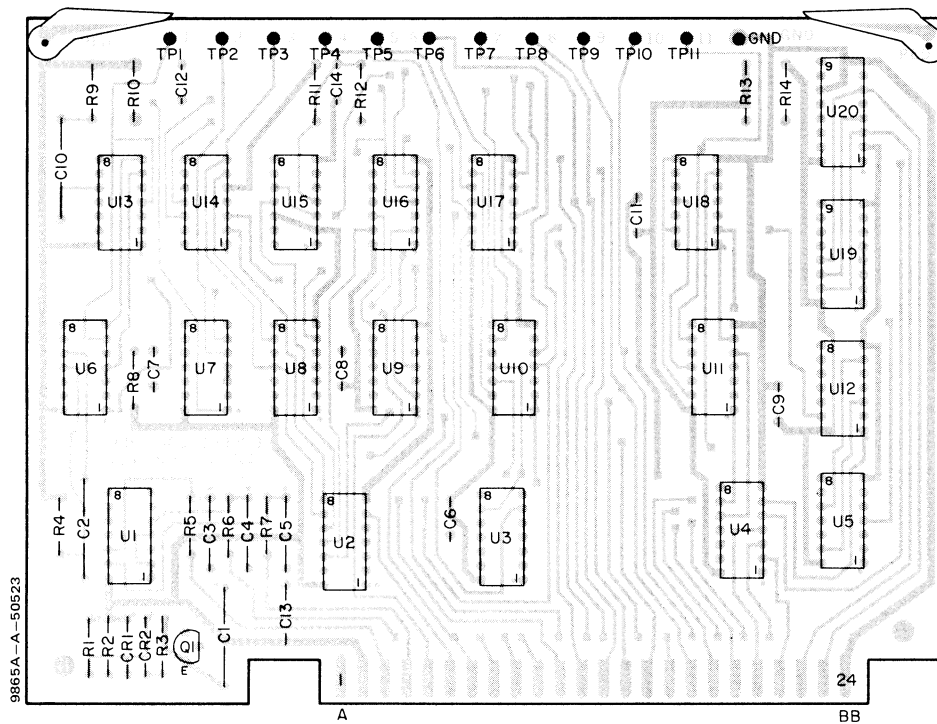 GND
TP1 TP2 TP3 TP4 TP5 TP6 TP7 TP8 TP9 TP10 TP11
R9 R10 C12 R11 C14 R12 R13 R14
9 U20 1
C10
8 U13 1
8 U14 1
8 U15 1
8 U16 1
8 U17 1
C11
8 U18 1
9 U19 1
8 U6 1
R8 C7
8 U7 1
8 U8 1
C8
8 U9 1
8 U10 1
8 U11 1
C9
8 U12 1
R4 C2
8 U1 1
R5 C3 R6 C4 R7 C5
8 U2 1
C6
8 U3 1
8 U4 1
8 U5 1
9865A-A-50523
R1 R2 CR1 CR2 R3
Q1
E
C1
C13
1
24
A
BB